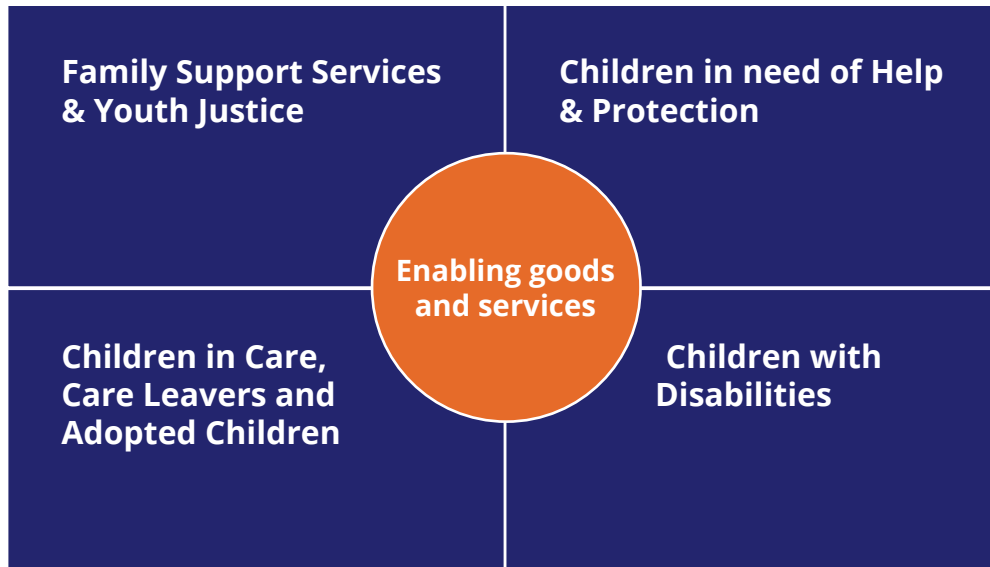 Family Support Services
& Youth Justice
Children in need of Help
& Protection
Enabling goods
and services
Children in Care,
Care Leavers and
Adopted Children
Children with
Disabilities